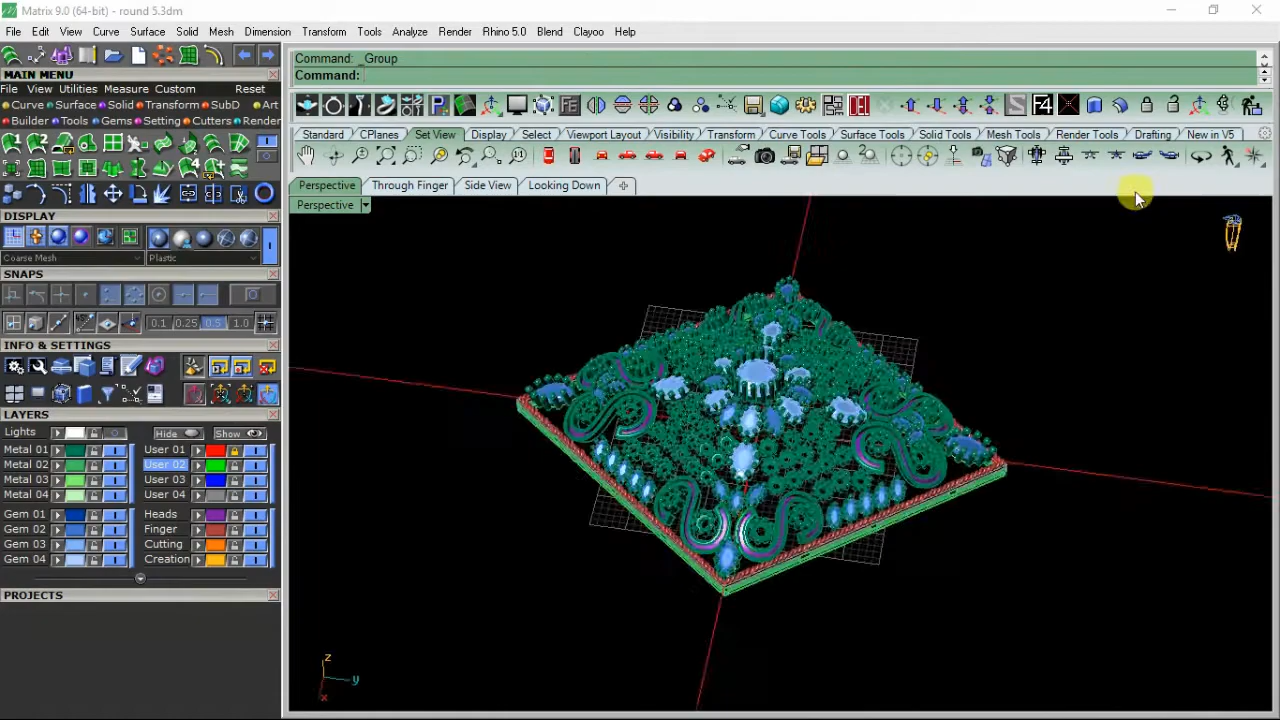 Matrix 9.0 (64-bit) - round 5.3dm
File Edit View Curve Surface Solid Mesh Dimension Transform Tools Analyze Render Rhino 5.0 Blend Clayoo Help
Command: _Group
Command:
MAIN MENU
File View Utilities Measure Custom Reset
Curve Surface Solid Transform SubD Art
Builder Tools Gems Setting Cutters Render
Standard CPlanes Set View Display Select Viewport Layout Visibility Transform Curve Tools Surface Tools Solid Tools Mesh Tools Render Tools Drafting New in V5
Perspective Through Finger Side View Looking Down
Perspective
DISPLAY
Coarse Mesh Plastic
SNAPS
0.1 0.25 0.5 1.0
INFO & SETTINGS
LAYERS
Lights Hide Show
Metal 01 User 01
Metal 02 User 02
Metal 03 User 03
Metal 04 User 04
Gem 01 Heads
Gem 02 Finger
Gem 03 Cutting
Gem 04 Creation
PROJECTS
z
y
x